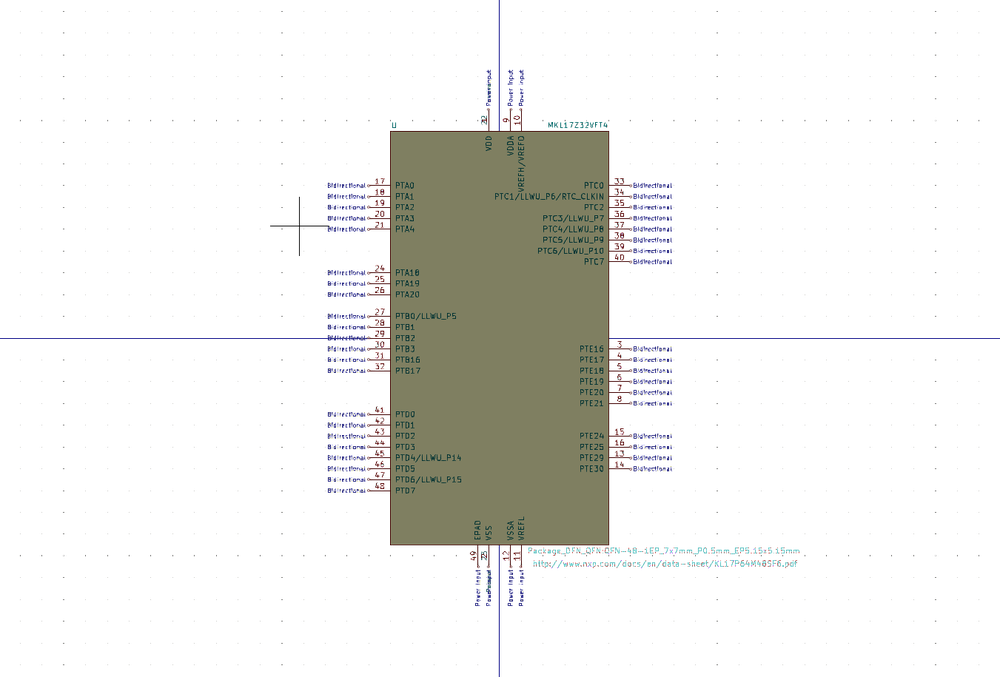 Power input
Power input
9
10
U
MKL17Z32VFT4
VDD
VDDA
VREFH/VREFO
Bidirectional 17 PTA0
Bidirectional 18 PTA1
Bidirectional 19 PTA2
Bidirectional 20 PTA3
Bidirectional 21 PTA4
Bidirectional 24 PTA18
Bidirectional 25 PTA19
Bidirectional 26 PTA20
Bidirectional 27 PTB0/LLWU_P5
Bidirectional 28 PTB1
Bidirectional 29 PTB2
Bidirectional 30 PTB3
Bidirectional 31 PTB16
Bidirectional PTB17
Bidirectional 41 PTD0
Bidirectional 42 PTD1
Bidirectional 43 PTD2
Bidirectional 44 PTD3
Bidirectional 45 PTD4/LLWU_P14
Bidirectional 46 PTD5
Bidirectional 47 PTD6/LLWU_P15
Bidirectional 48 PTD7
PTC0 33 Bidirectional
PTC1/LLWU_P6/RTC_CLKIN 34 Bidirectional
PTC2 35 Bidirectional
PTC3/LLWU_P7 36 Bidirectional
PTC4/LLWU_P8 37 Bidirectional
PTC5/LLWU_P9 38 Bidirectional
PTC6/LLWU_P10 39 Bidirectional
PTC7 40 Bidirectional
PTE16 3 Bidirectional
PTE17 4 Bidirectional
PTE18 5 Bidirectional
PTE19 6 Bidirectional
PTE20 7 Bidirectional
PTE21 8 Bidirectional
PTE24 15 Bidirectional
PTE25 16 Bidirectional
PTE29 13 Bidirectional
PTE30 14 Bidirectional
EPAD
VSS
VSSA
VREFL
49
12
11
Power input
Power input
Power input
Package_DFN_QFN:QFN-48-1EP_7x7mm_P0.5mm_EP5.15x5.15mm
http://www.nxp.com/docs/en/data-sheet/KL17P64M48SF6.pdf